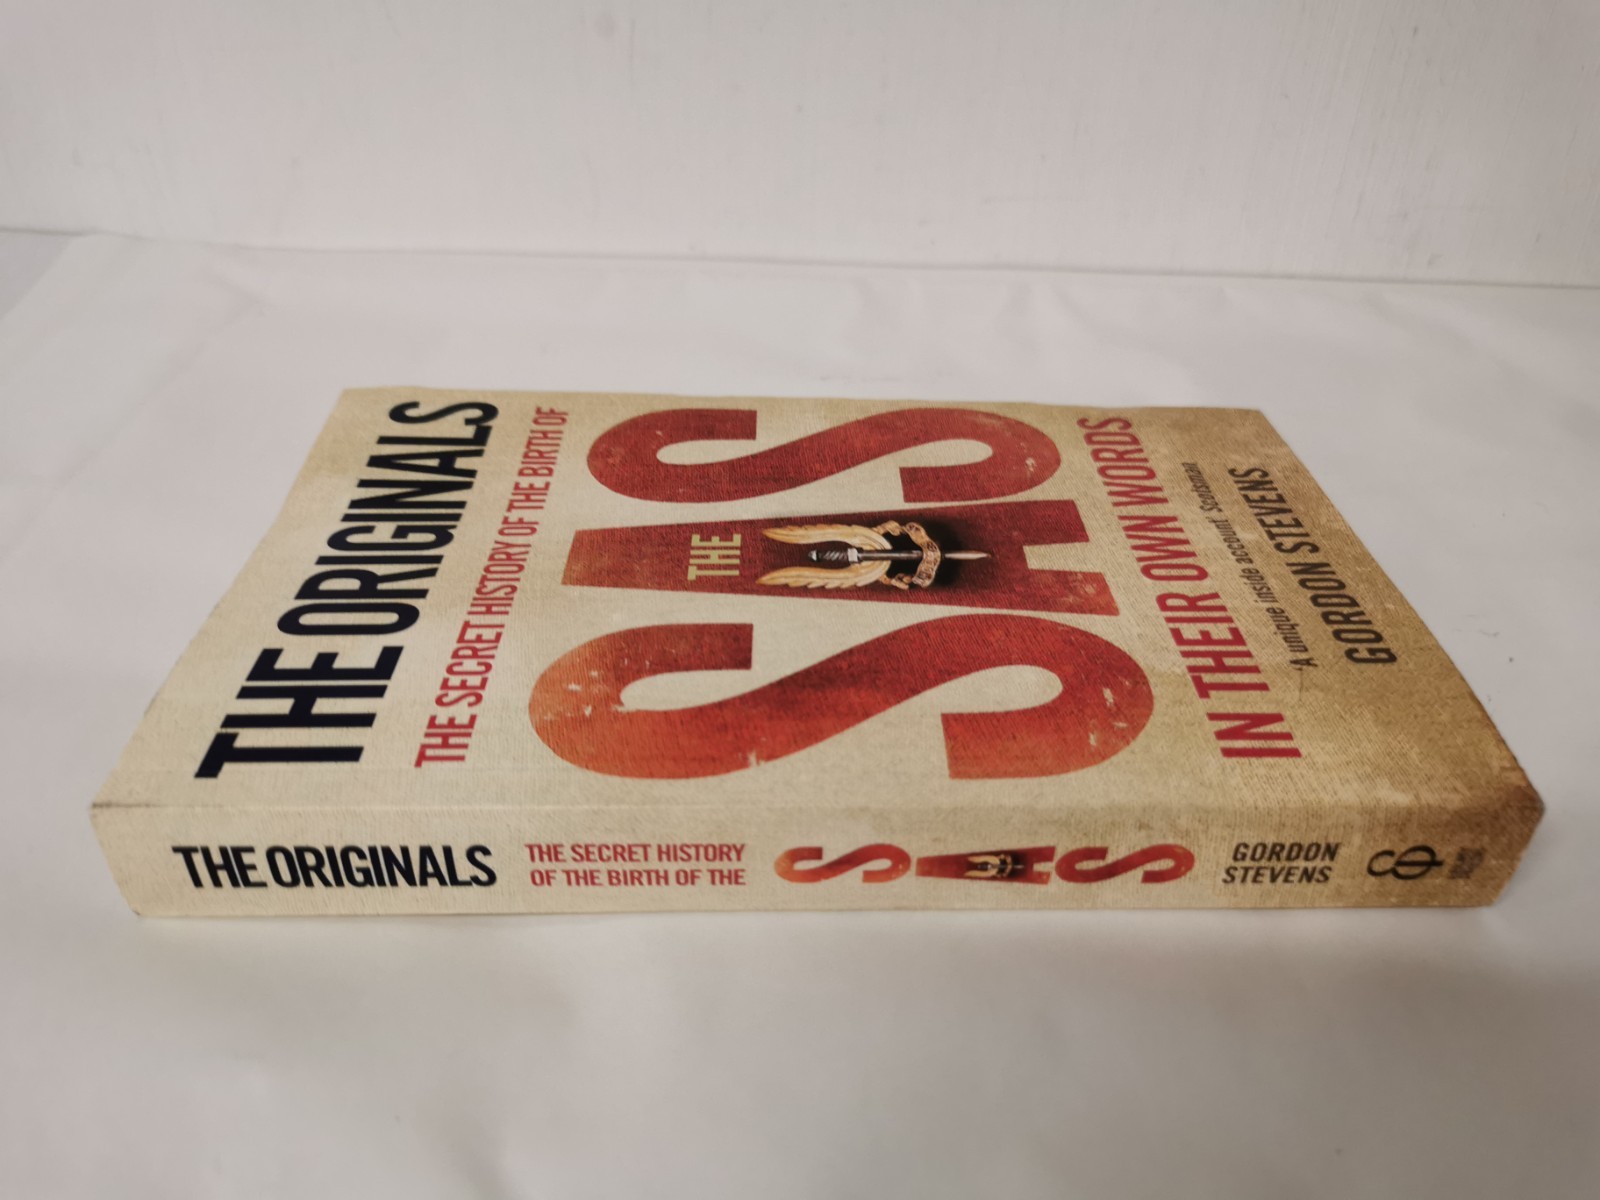 THE ORIGINALS
THE SECRET HISTORY OF THE BIRTH OF
THE
SAS
IN THEIR OWN WORDS
'A unique inside account' Scotsman
GORDON STEVENS
THE ORIGINALS
THE SECRET HISTORY
OF THE BIRTH OF THE
SAS
GORDON
STEVENS